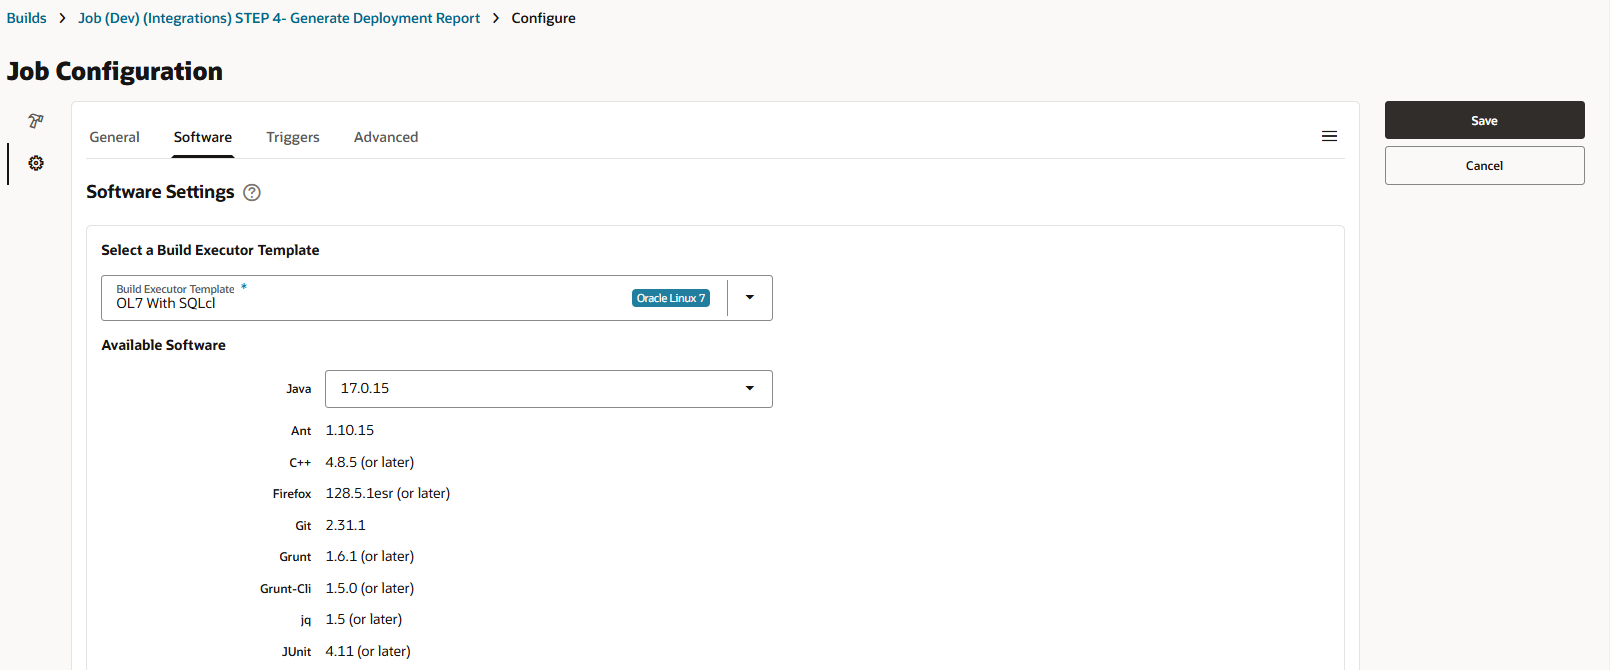 Builds > Job (Dev) (Integrations) STEP 4- Generate Deployment Report > Configure
Job Configuration
General Software Triggers Advanced
Save
Cancel
Software Settings ?
Select a Build Executor Template
Build Executor Template *
OL7 With SQLcl Oracle Linux 7
Available Software
Java 17.0.15
Ant 1.10.15
C++ 4.8.5 (or later)
Firefox 128.5.1esr (or later)
Git 2.31.1
Grunt 1.6.1 (or later)
Grunt-Cli 1.5.0 (or later)
jq 1.5 (or later)
JUnit 4.11 (or later)